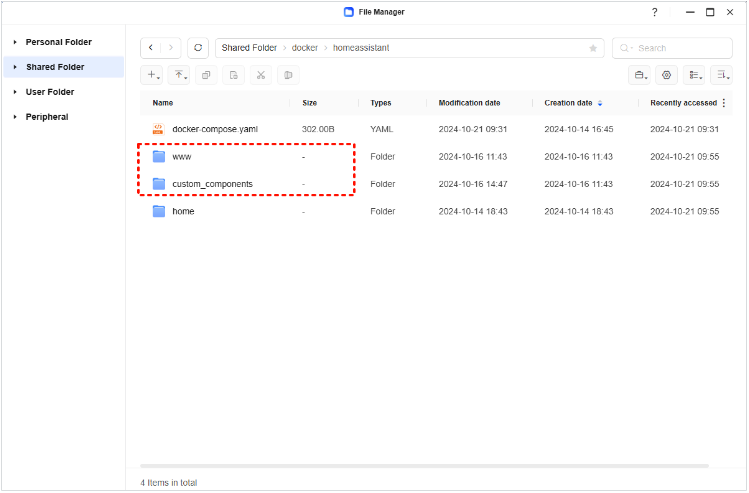 File Manager
?
Personal Folder
Shared Folder
User Folder
Peripheral
Shared Folder > docker > homeassistant
Search
Name Size Types Modification date Creation date Recently accessed
docker-compose.yaml 302.00B YAML 2024-10-21 09:31 2024-10-14 16:45 2024-10-21 09:31
www - Folder 2024-10-16 11:43 2024-10-16 11:43 2024-10-21 09:55
custom_components - Folder 2024-10-16 14:47 2024-10-16 11:43 2024-10-21 09:55
home - Folder 2024-10-14 18:43 2024-10-14 18:43 2024-10-21 09:55
4 Items in total